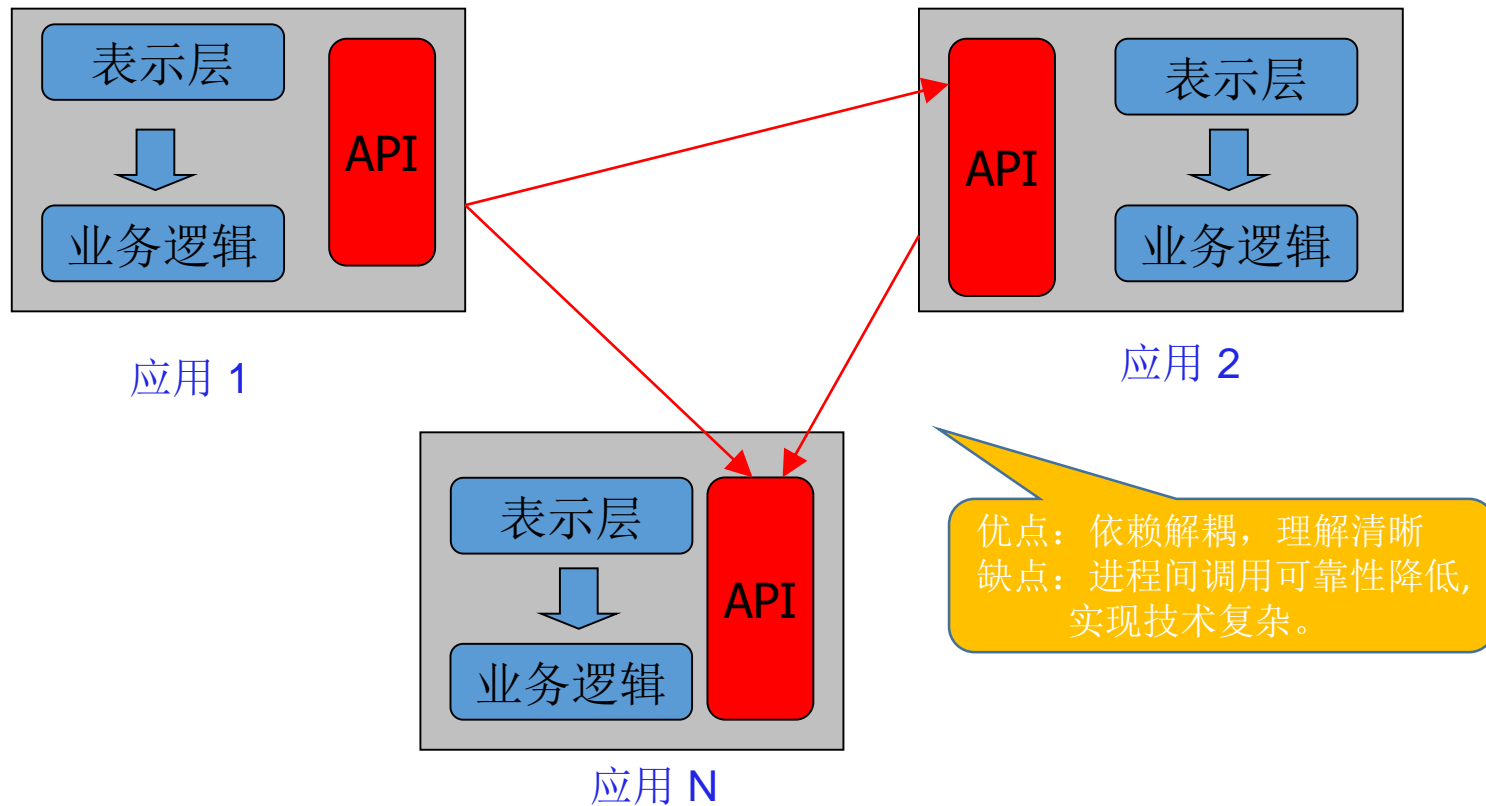 表示层
API
业务逻辑
应用 1
API
表示层
业务逻辑
应用 2
表示层
API
业务逻辑
应用 N
优点：依赖解耦，理解清晰
缺点：进程间调用可靠性降低,
实现技术复杂。